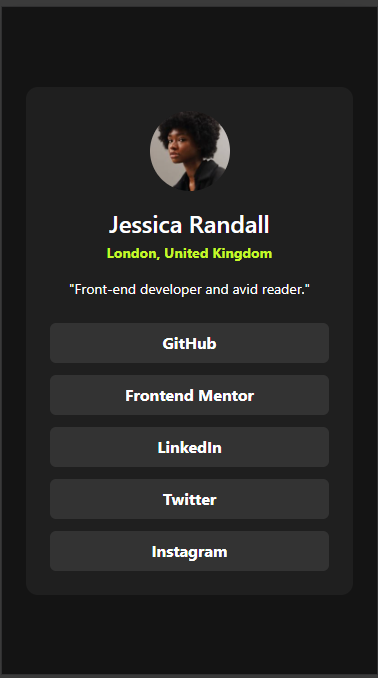 Jessica Randall
London, United Kingdom
"Front-end developer and avid reader."
GitHub
Frontend Mentor
LinkedIn
Twitter
Instagram